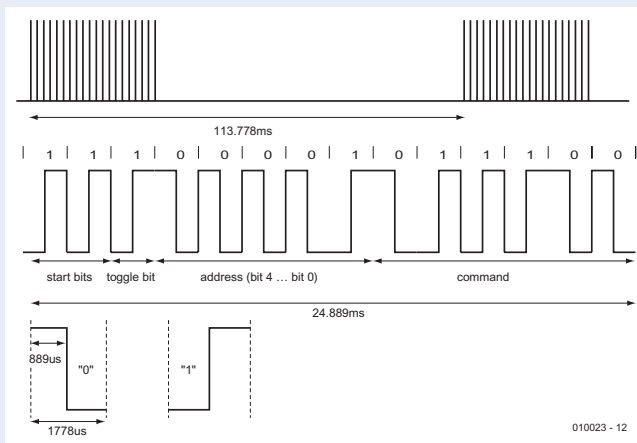 113.778ms
1 1 1 0 0 0 0 1 0 1 1 1 0 0
start bits toggle bit address (bit 4 ... bit 0) command
24.889ms
889us "0" "1"
1778us
010023 - 12